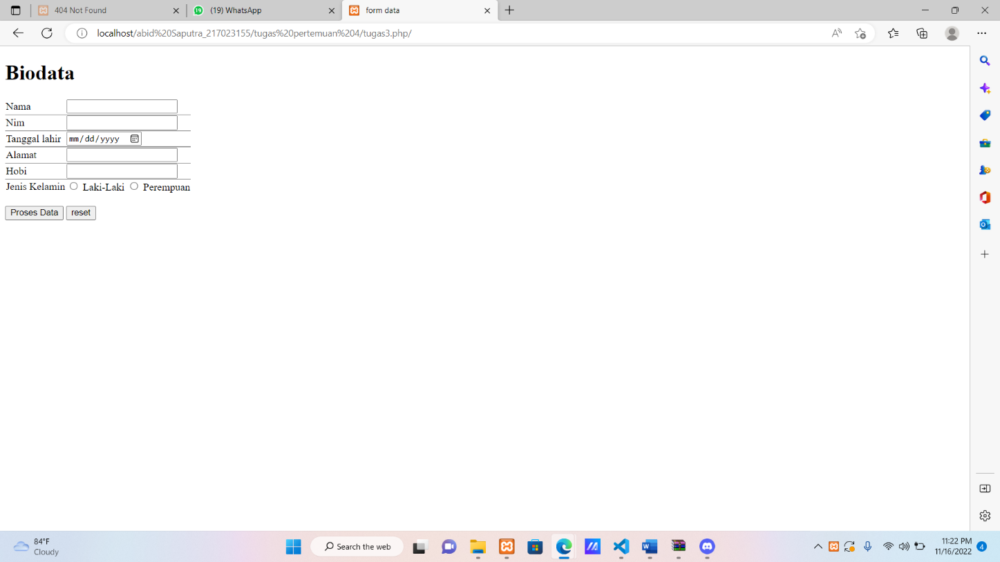 404 Not Found
19 (19) WhatsApp
form data
localhost/abid%20Saputra_217023155/tugas%20pertemuan%204/tugas3.php/
Biodata
Nama
Nim
Tanggal lahir mm/dd/yyyy
Alamat
Hobi
Jenis Kelamin Laki-Laki Perempuan
Proses Data reset
84°F
Cloudy
Search the web
11:22 PM
11/16/2022
4